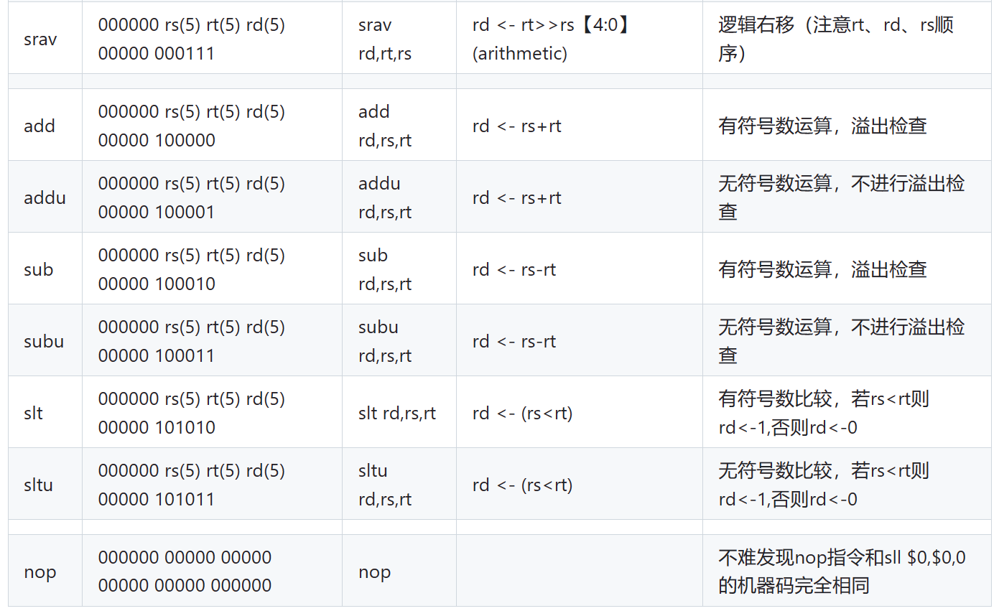 srav
000000 rs(5) rt(5) rd(5)
00000 000111
srav
rd,rt,rs
rd <- rt>>rs【4:0】
(arithmetic)
逻辑右移（注意rt、rd、rs顺
序）
add
000000 rs(5) rt(5) rd(5)
00000 100000
add
rd,rs,rt
rd <- rs+rt
有符号数运算，溢出检查
addu
000000 rs(5) rt(5) rd(5)
00000 100001
addu
rd,rs,rt
rd <- rs+rt
无符号数运算，不进行溢出检
查
sub
000000 rs(5) rt(5) rd(5)
00000 100010
sub
rd,rs,rt
rd <- rs-rt
有符号数运算，溢出检查
subu
000000 rs(5) rt(5) rd(5)
00000 100011
subu
rd,rs,rt
rd <- rs-rt
无符号数运算，不进行溢出检
查
slt
000000 rs(5) rt(5) rd(5)
00000 101010
slt rd,rs,rt
rd <- (rs<rt)
有符号数比较，若rs<rt则
rd<-1,否则rd<-0
sltu
000000 rs(5) rt(5) rd(5)
00000 101011
sltu
rd,rs,rt
rd <- (rs<rt)
无符号数比较，若rs<rt则
rd<-1,否则rd<-0
nop
000000 00000 00000
00000 00000 000000
nop
不难发现nop指令和sll $0,$0,0
的机器码完全相同